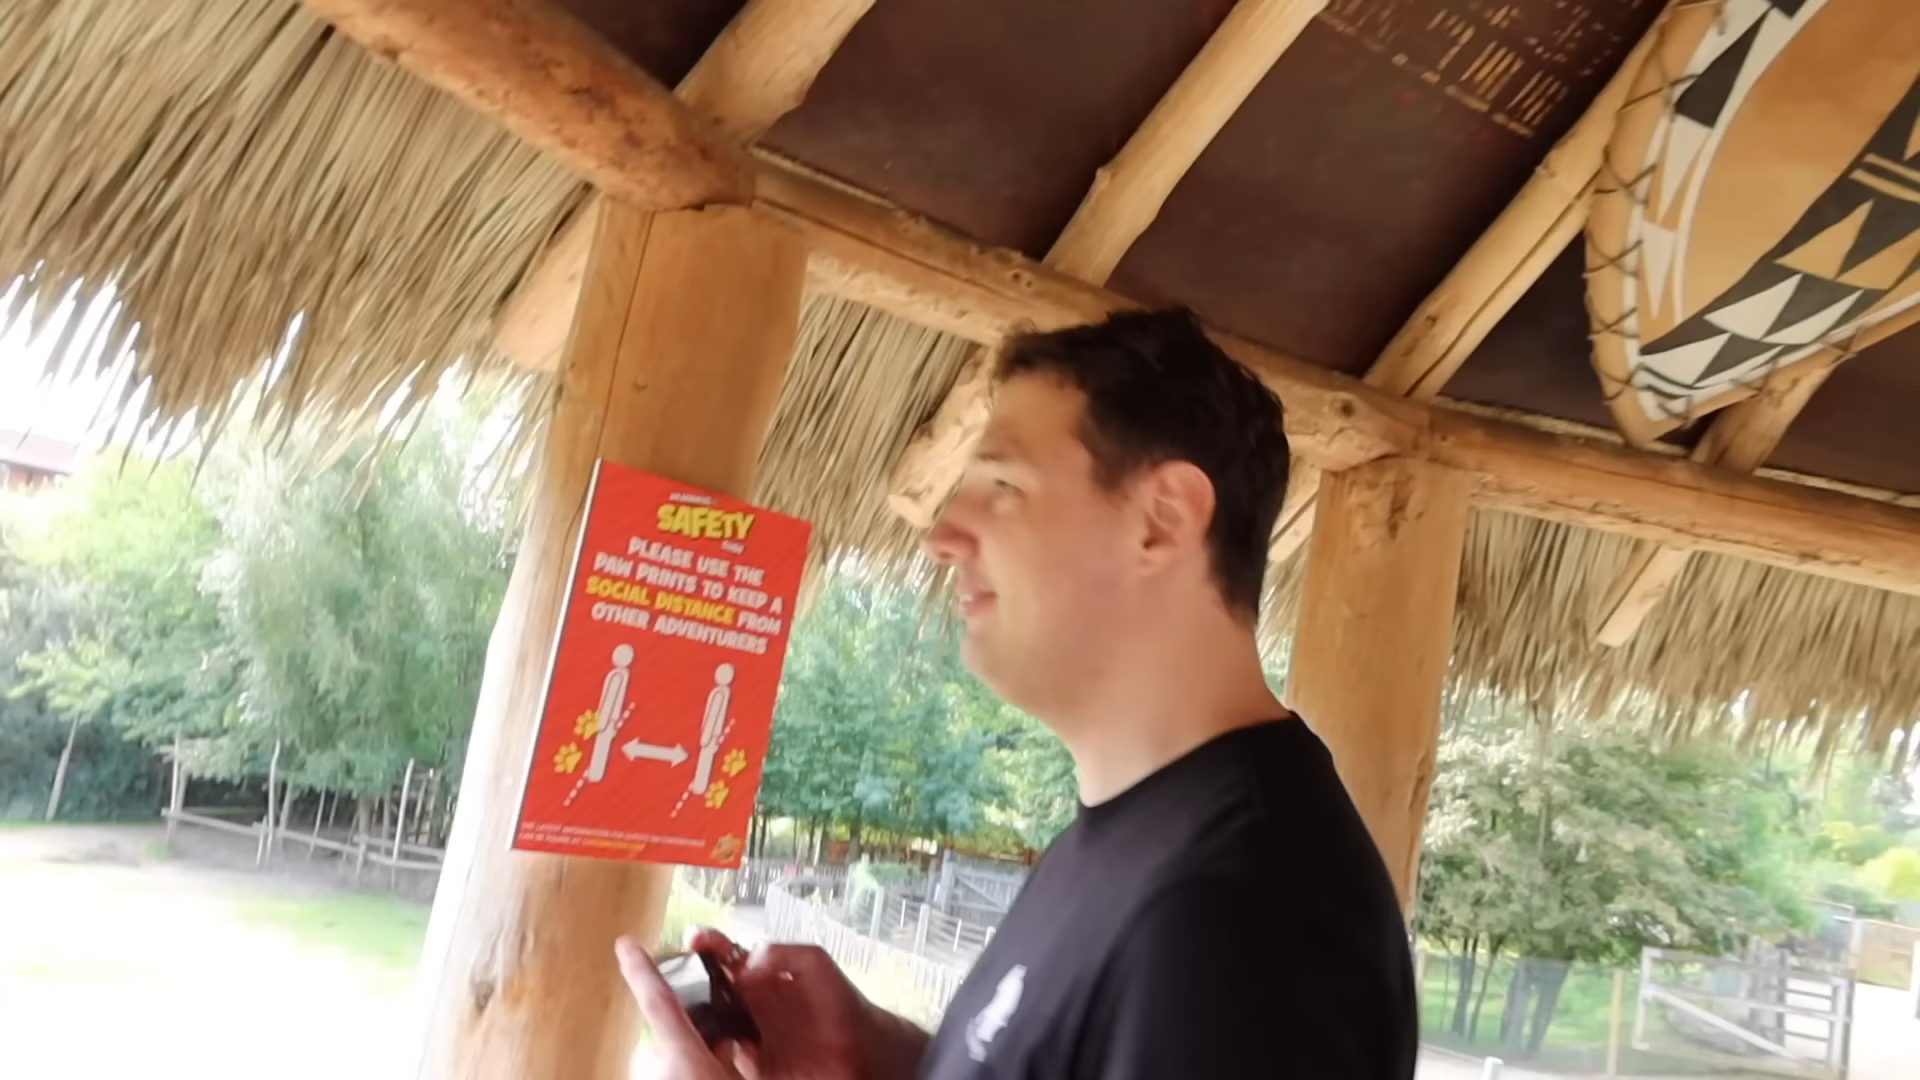 SAFETY
PLEASE USE THE
PAW PRINTS TO KEEP A
SOCIAL DISTANCE FROM
OTHER ADVENTURERS